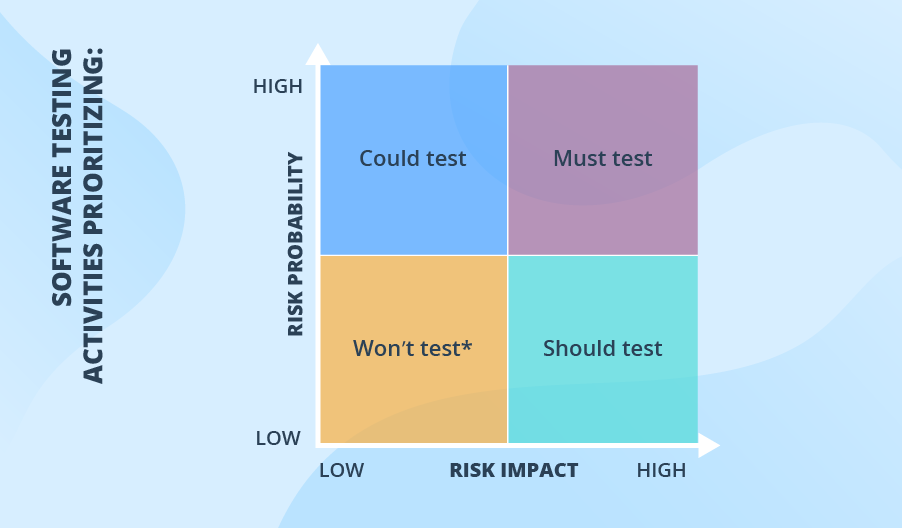 SOFTWARE TESTING
ACTIVITIES PRIORITIZING:
HIGH
RISK PROBABILITY
LOW
Could test
Must test
Won’t test*
Should test
LOW
RISK IMPACT
HIGH